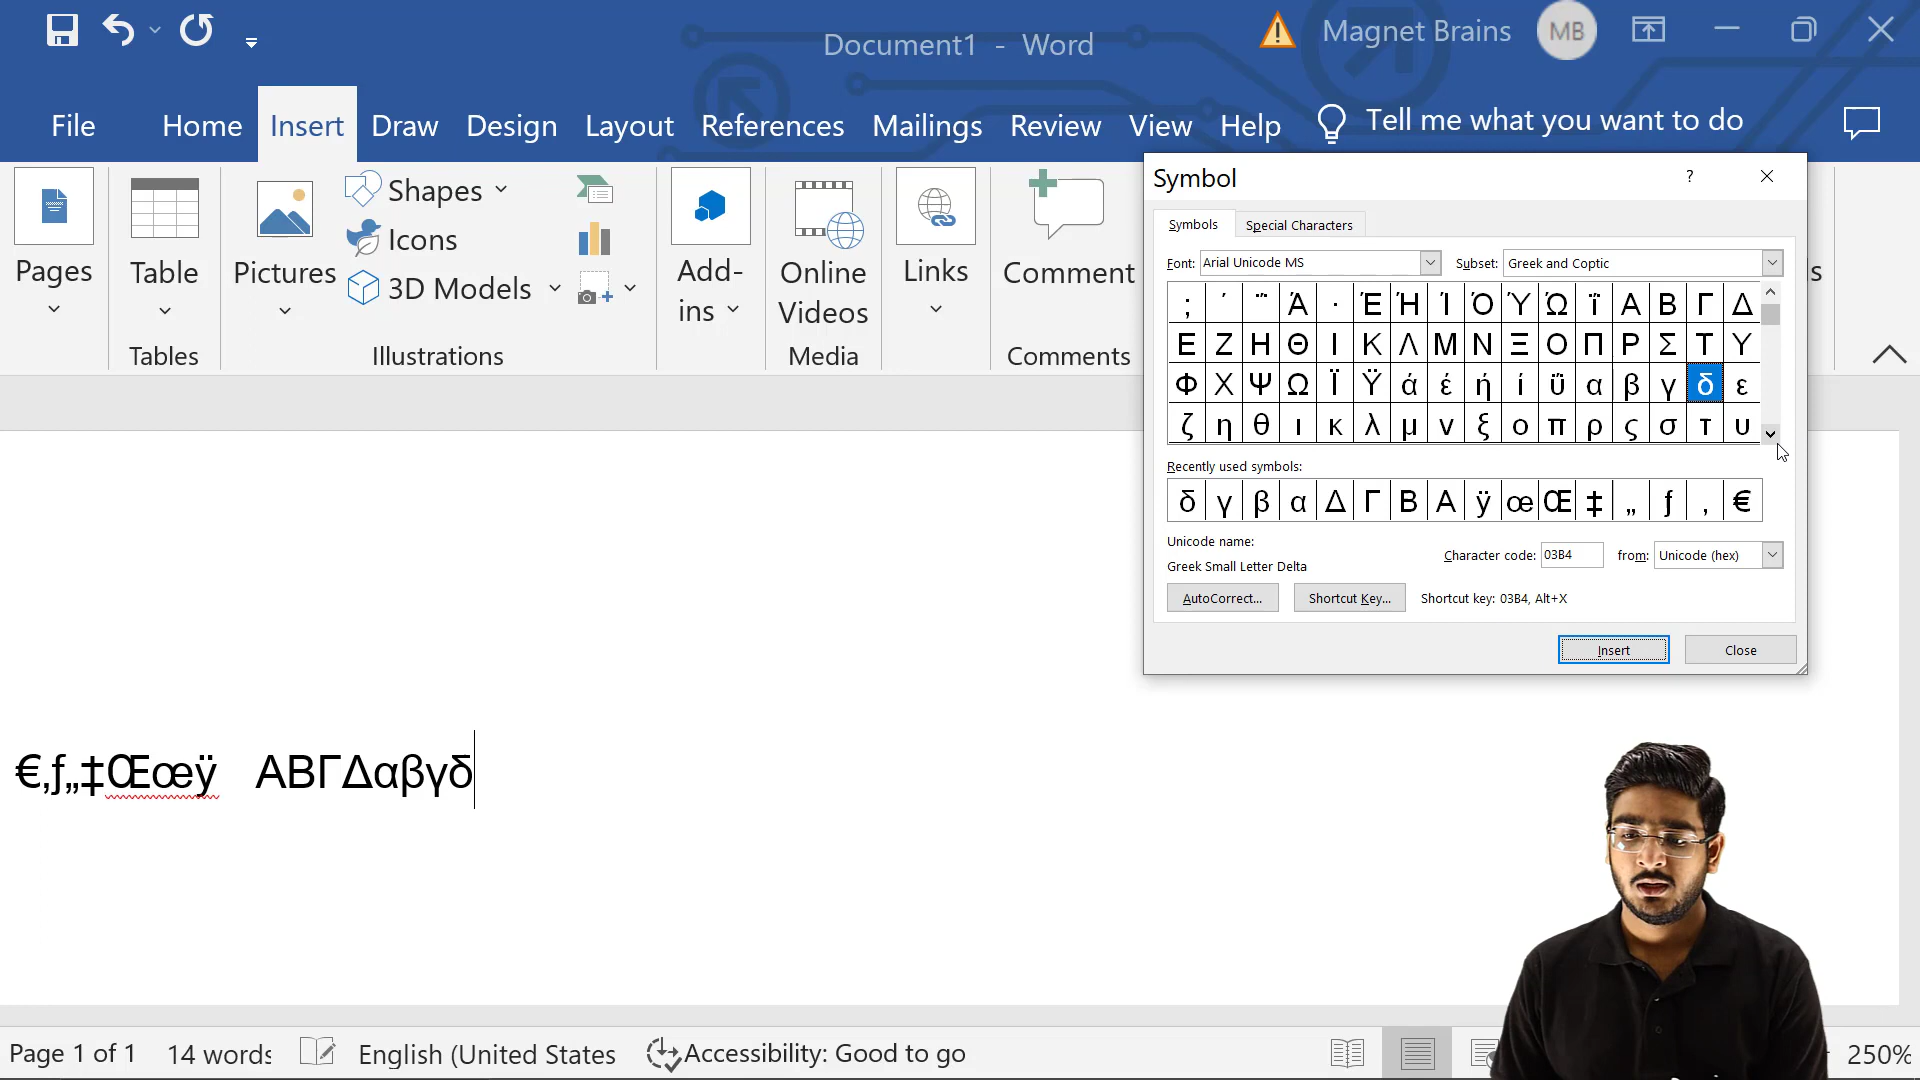 Document1 - Word
Magnet Brains
MB
File Home Insert Draw Design Layout References Mailings Review View Help Tell me what you want to do
Pages
Table
Tables
Pictures
Shapes
Icons
3D Models
Illustrations
Add-
ins
Online
Videos
Media
Links
Comment
Comments
Symbol
?
Symbols Special Characters
Font: Arial Unicode MS Subset: Greek and Coptic
; ΄ ΅ Ά · Έ Ή Ί Ό Ύ Ώ ΐ Α Β Γ Δ
Ε Ζ Η Θ Ι Κ Λ Μ Ν Ξ Ο Π Ρ Σ Τ Υ
Φ Χ Ψ Ω Ϊ Ϋ ά έ ή ί ΰ α β γ δ ε
ζ η θ ι κ λ μ ν ξ ο π ρ ς σ τ υ
Recently used symbols:
δ γ β α Δ Γ Β Α ÿ œ Œ ‡ „ ƒ ‚ €
Unicode name:
Greek Small Letter Delta
Character code: 03B4 from: Unicode (hex)
AutoCorrect... Shortcut Key... Shortcut key: 03B4, Alt+X
Insert Close
€‚ƒ„‡Œœÿ ΑΒΓΔαβγδ
Page 1 of 1 14 words English (United States Accessibility: Good to go 250%